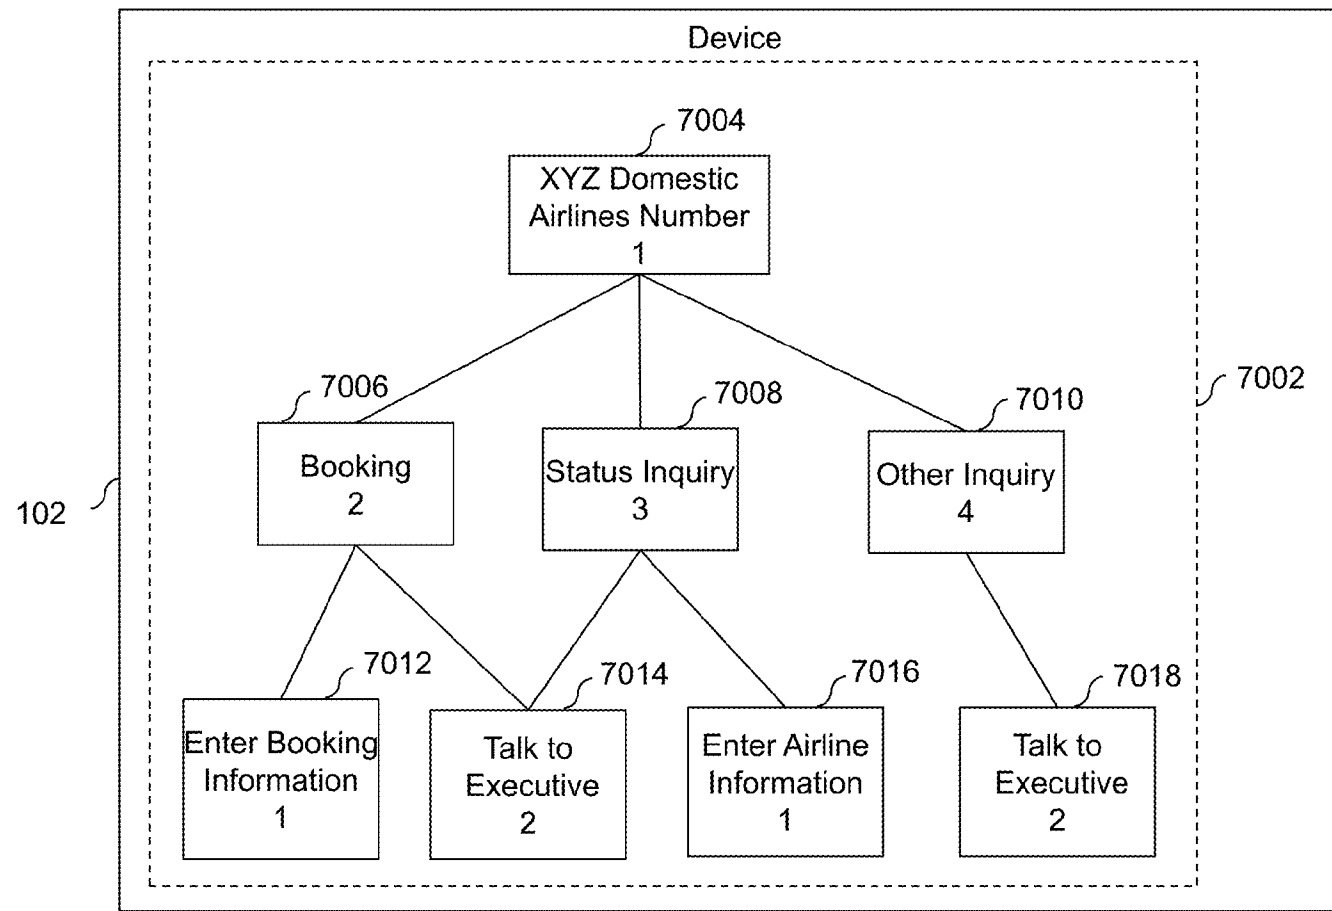 Device
7004
XYZ Domestic
Airlines Number
1
7002
7006
7008
7010
Booking
2
Status Inquiry
3
Other Inquiry
4
102
7012
7014
7016
7018
Enter Booking
Information
1
Talk to
Executive
2
Enter Airline
Information
1
Talk to
Executive
2